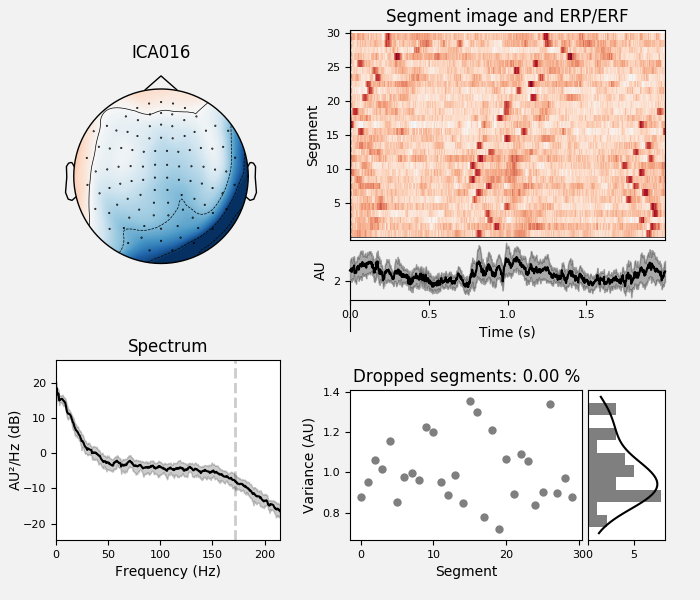 ICA016
Segment image and ERP/ERF
Segment
30
25
20
15
10
5
AU
2
0.0 0.5 1.0 1.5
Time (s)
Spectrum
AU²/Hz (dB)
20
10
0
−10
−20
0 50 100 150 200
Frequency (Hz)
Dropped segments: 0.00 %
Variance (AU)
1.4
1.2
1.0
0.8
0 10 20 30
Segment
0 5